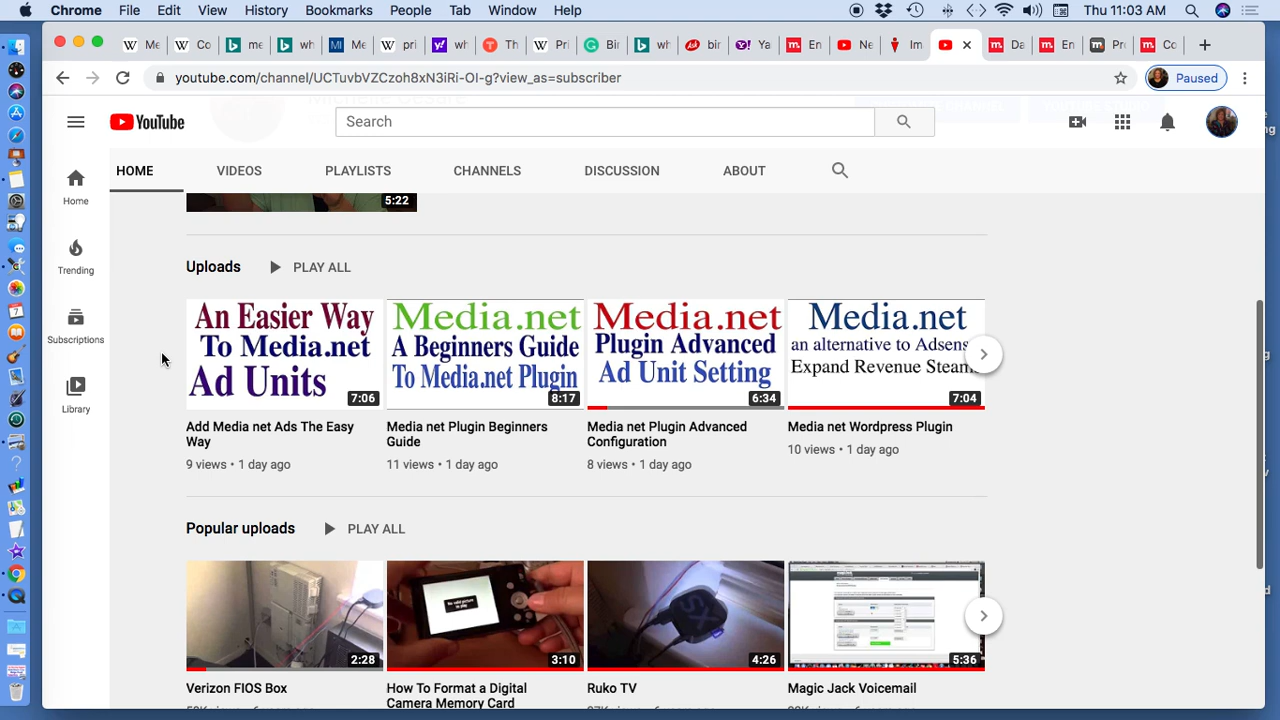 Chrome File Edit View History Bookmarks People Tab Window Help Thu 11:03 AM
youtube.com/channel/UCTuvbVZCzoh8xN3iRi-OI-g?view_as=subscriber Paused
YouTube Search
HOME VIDEOS PLAYLISTS CHANNELS DISCUSSION ABOUT
Home
Trending
Subscriptions
Library
5:22
Uploads PLAY ALL
An Easier Way
To Media.net
Ad Units
7:06
Media.net
A Beginners Guide
To Media.net Plugin
8:17
Media.net
Plugin Advanced
Ad Unit Setting
6:34
Media.net
an alternative to Adsens
Expand Revenue Steams
7:04
Add Media net Ads The Easy
Way
9 views • 1 day ago
Media net Plugin Beginners
Guide
11 views • 1 day ago
Media net Plugin Advanced
Configuration
8 views • 1 day ago
Media net Wordpress Plugin
10 views • 1 day ago
Popular uploads PLAY ALL
2:28
3:10
4:26
5:36
Verizon FIOS Box
How To Format a Digital
Camera Memory Card
Ruko TV
Magic Jack Voicemail